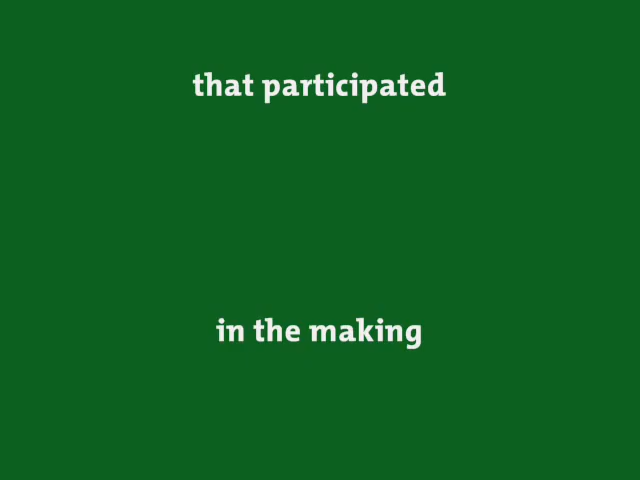 that participated
in the making